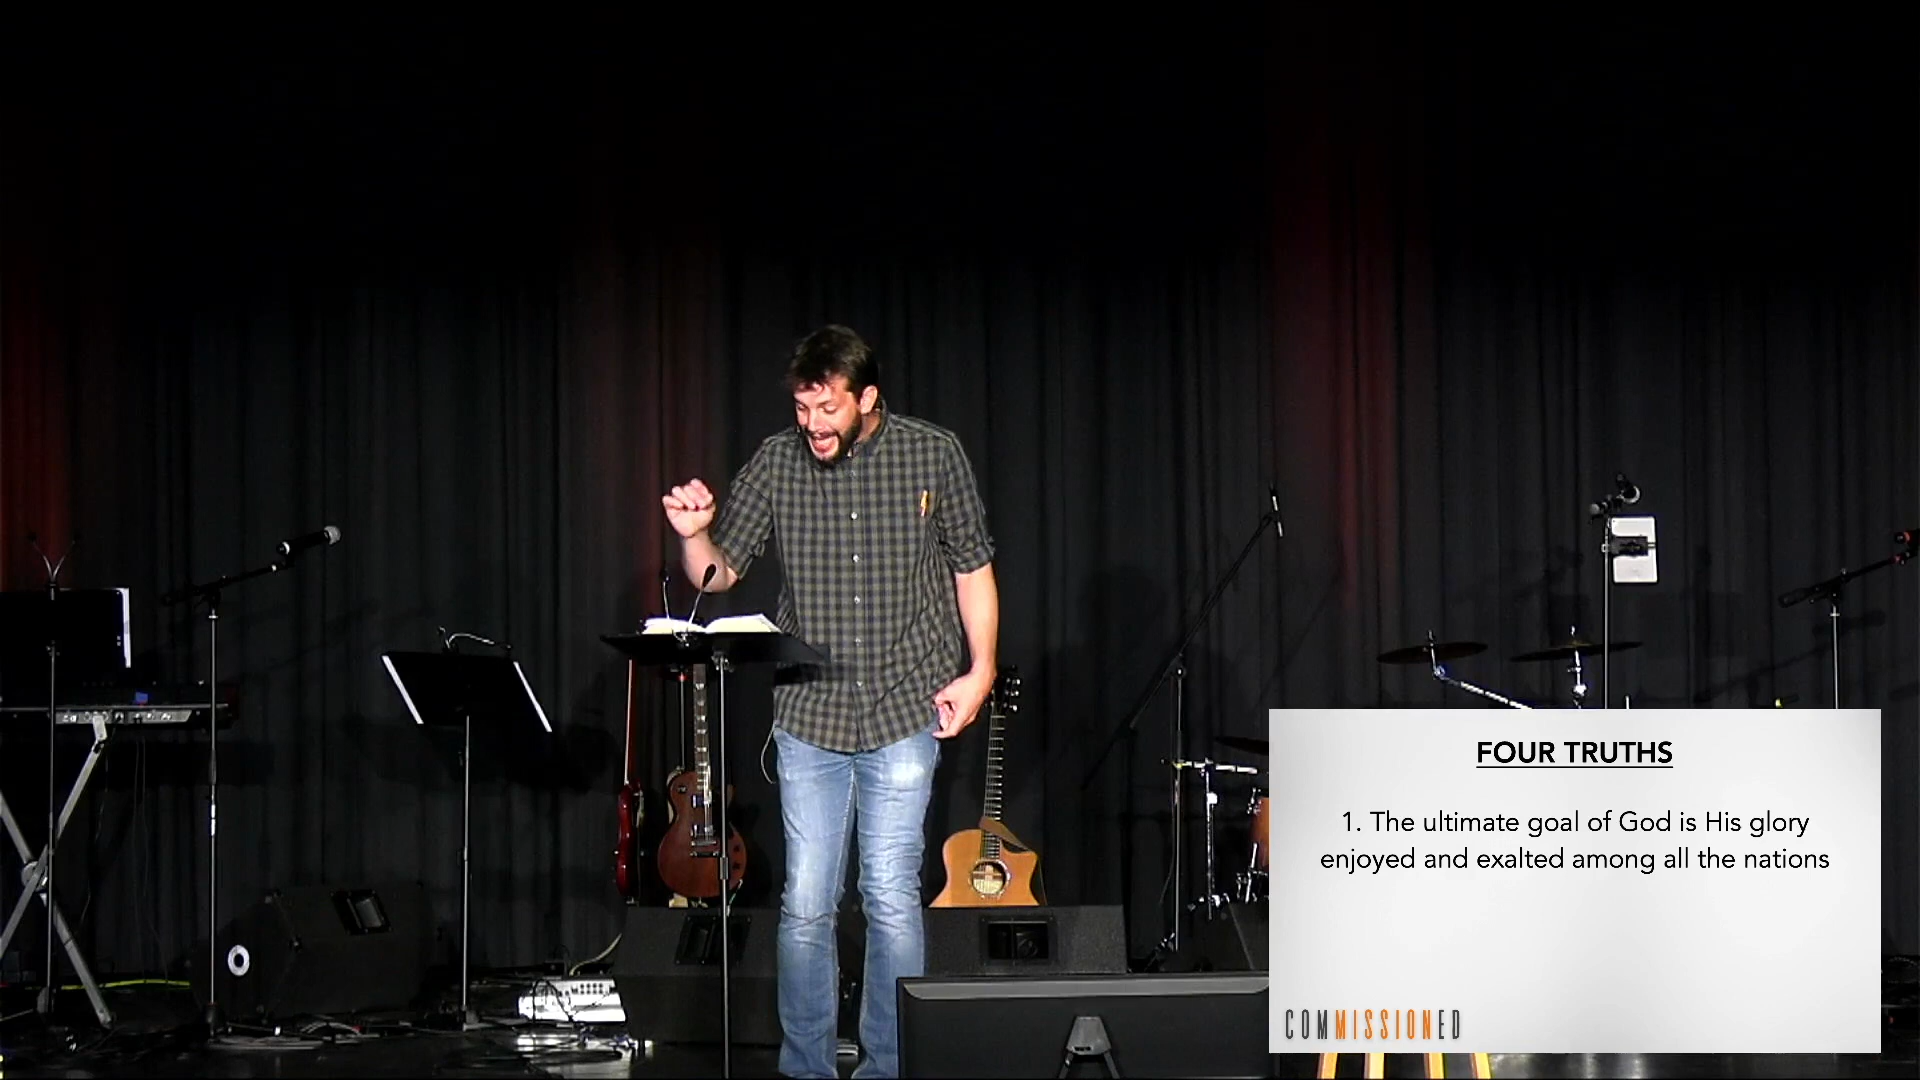 FOUR TRUTHS
1. The ultimate goal of God is His glory
enjoyed and exalted among all the nations
COMMISSIONED